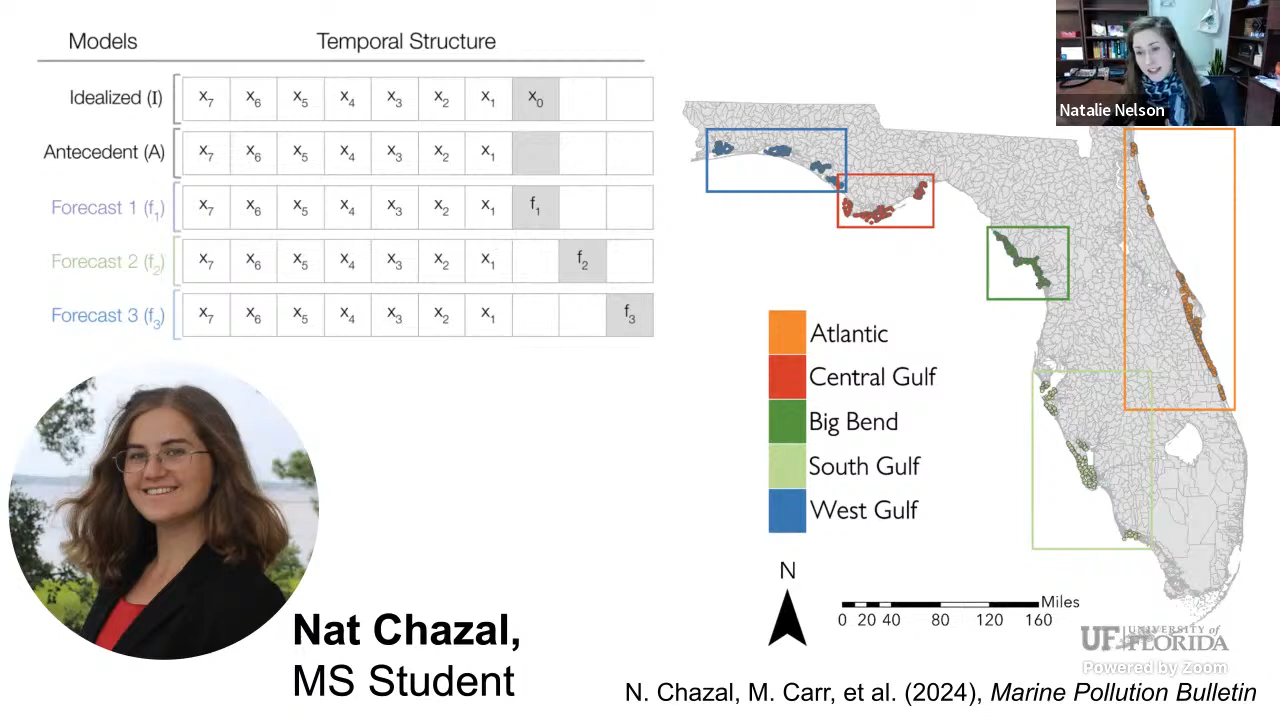 Models Temporal Structure
Idealized (I) x7 x6 x5 x4 x3 x2 x1 x0
Antecedent (A) x7 x6 x5 x4 x3 x2 x1
Forecast 1 (f1) x7 x6 x5 x4 x3 x2 x1 f1
Forecast 2 (f2) x7 x6 x5 x4 x3 x2 x1 f2
Forecast 3 (f3) x7 x6 x5 x4 x3 x2 x1 f3
Natalie Nelson
Atlantic
Central Gulf
Big Bend
South Gulf
West Gulf
N
Miles
0 20 40 80 120 160
Nat Chazal,
MS Student
UF UNIVERSITY of
FLORIDA
Powered by Zoom
N. Chazal, M. Carr, et al. (2024), Marine Pollution Bulletin